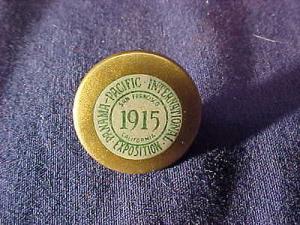 PANAMA-PACIFIC · INTERNATIONAL · EXPOSITION ·
SAN FRANCISCO
1915
CALIFORNIA